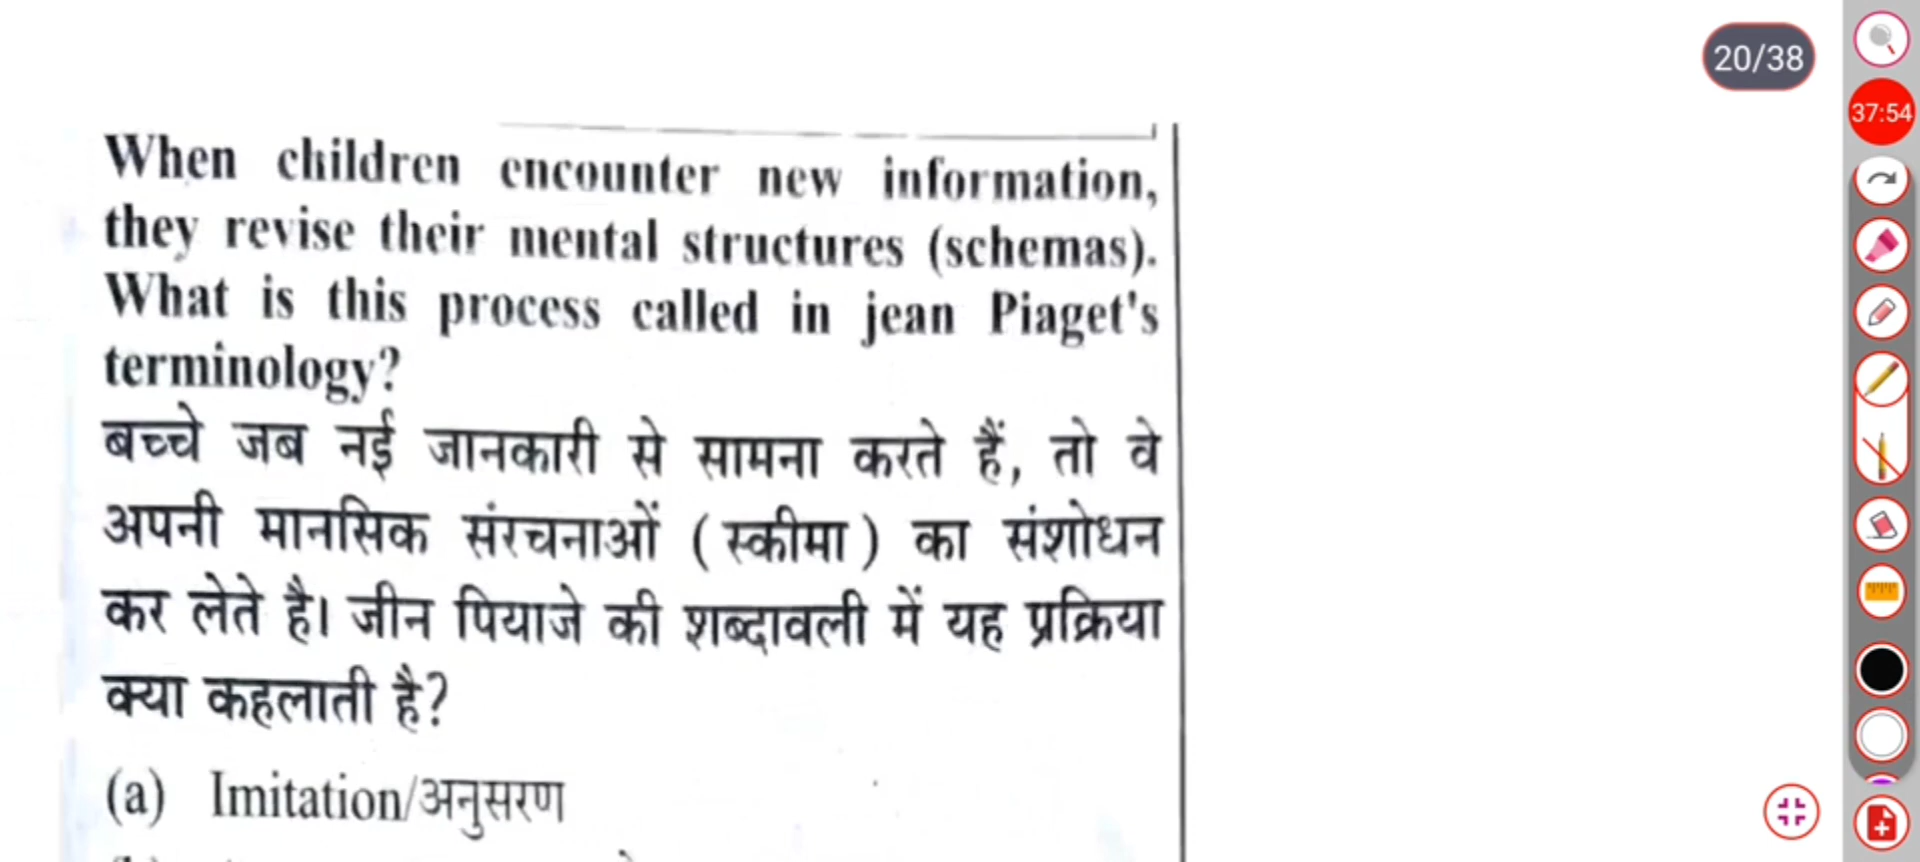 20/38
37:54
When children encounter new information,
they revise their mental structures (schemas).
What is this process called in jean Piaget's
terminology?
बच्चे जब नई जानकारी से सामना करते हैं, तो वे
अपनी मानसिक संरचनाओं (स्कीमा) का संशोधन
कर लेते है। जीन पियाजे की शब्दावली में यह प्रक्रिया
क्या कहलाती है?
(a) Imitation/अनुसरण